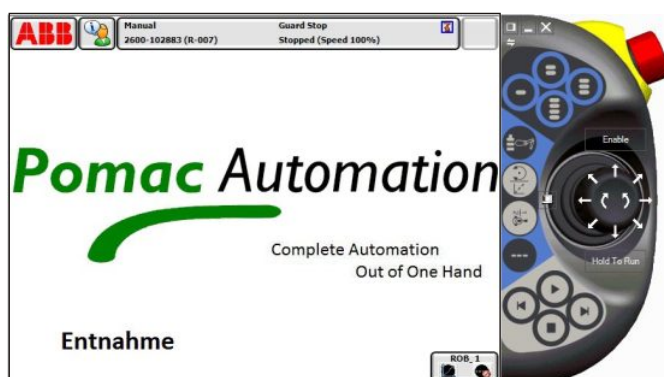 ABB
Manual
2600-102883 (R-007)
Guard Stop
Stopped (Speed 100%)
Enable
Pomac Automation
Complete Automation
Out of One Hand
Hold To Run
Entnahme
ROB_1